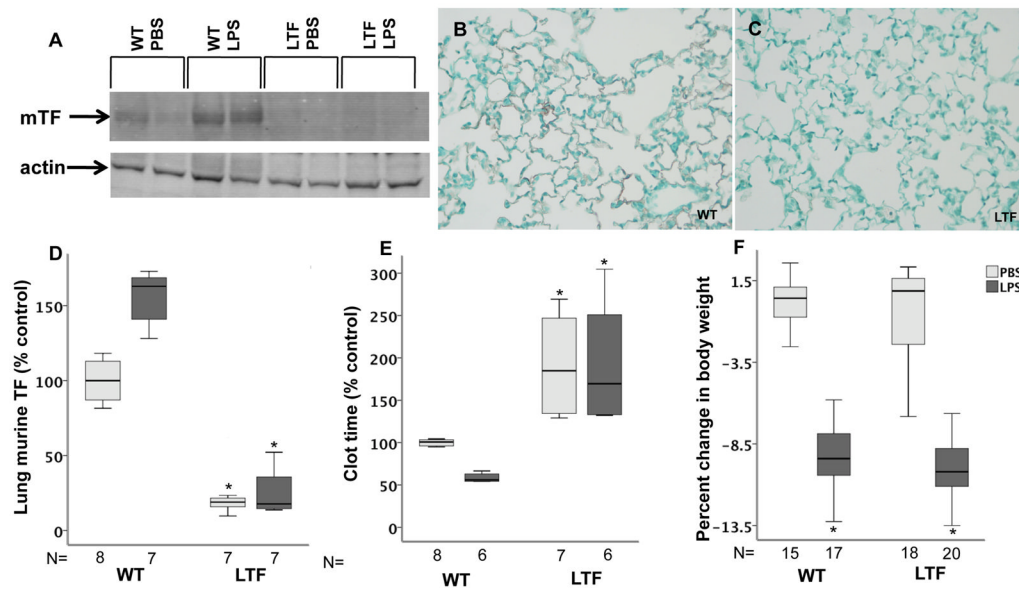 A
WT PBS
WT LPS
LTF PBS
LTF LPS
mTF
actin
B
WT
C
LTF
D
Lung murine TF (% control)
150
100
50
0
N= 8 7 7 7
WT LTF
E
Clot time (% control)
300
250
200
150
100
50
0
* *
* *
N= 8 6 7 6
WT LTF
F
Percent change in body weight
1.5
-3.5
-8.5
-13.5
* *
PBS
LPS
N= 15 17 18 20
WT LTF